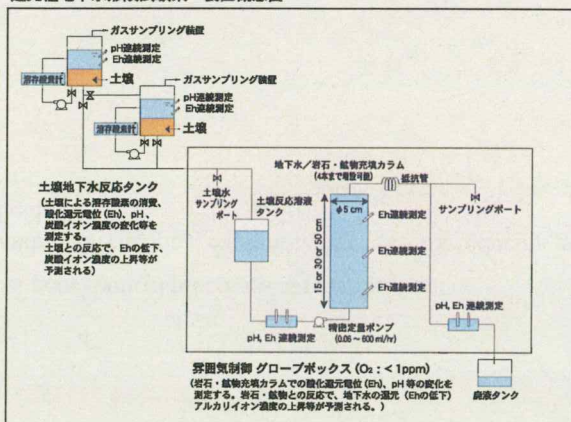 ガスサンプリング装置
pH連続測定
Eh連続測定
溶存酸素計
土壌
ガスサンプリング装置
pH連続測定
Eh連続測定
溶存酸素計
土壌
土壌地下水反応タンク
(土壌による溶存酸素の消費、
酸化還元電位(Eh)、pH、
炭酸イオン濃度の変化等を
測定する。
土壌との反応で、Ehの低下、
炭酸イオン濃度の上昇等が
予測される)
土壌水
サンプリング
ポート
土壌反応溶液
タンク
地下水/岩石・鉱物充填カラム
(4本まで増設可能)
抵抗管
φ5 cm
15 or 30 or 50 cm
Eh連続測定
Eh連続測定
Eh連続測定
サンプリングポート
pH, Eh 連続測定
精密定量ポンプ
(0.06 ~ 600 ml/hr)
pH, Eh 連続測定
廃液タンク
雰囲気制御 グローブボックス (O₂ : < 1ppm)
(岩石・鉱物充填カラムでの酸化還元電位(Eh)、pH 等の変化を
測定する。岩石・鉱物との反応で、地下水の還元(Ehの低下)
アルカリイオン濃度の上昇等が予測される。)